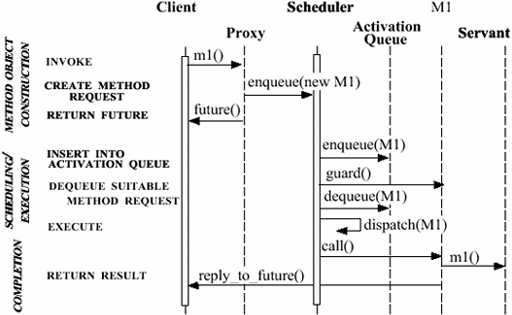 Client Scheduler M1
Proxy Activation Queue Servant
METHOD OBJECT CONSTRUCTION
INVOKE m1()
CREATE METHOD REQUEST enqueue(new M1)
RETURN FUTURE future()
SCHEDULING/ EXECUTION
INSERT INTO ACTIVATION QUEUE enqueue(M1)
DEQUEUE SUITABLE METHOD REQUEST guard()
dequeue(M1)
EXECUTE dispatch(M1)
COMPLETION
call()
m1()
RETURN RESULT reply_to_future()